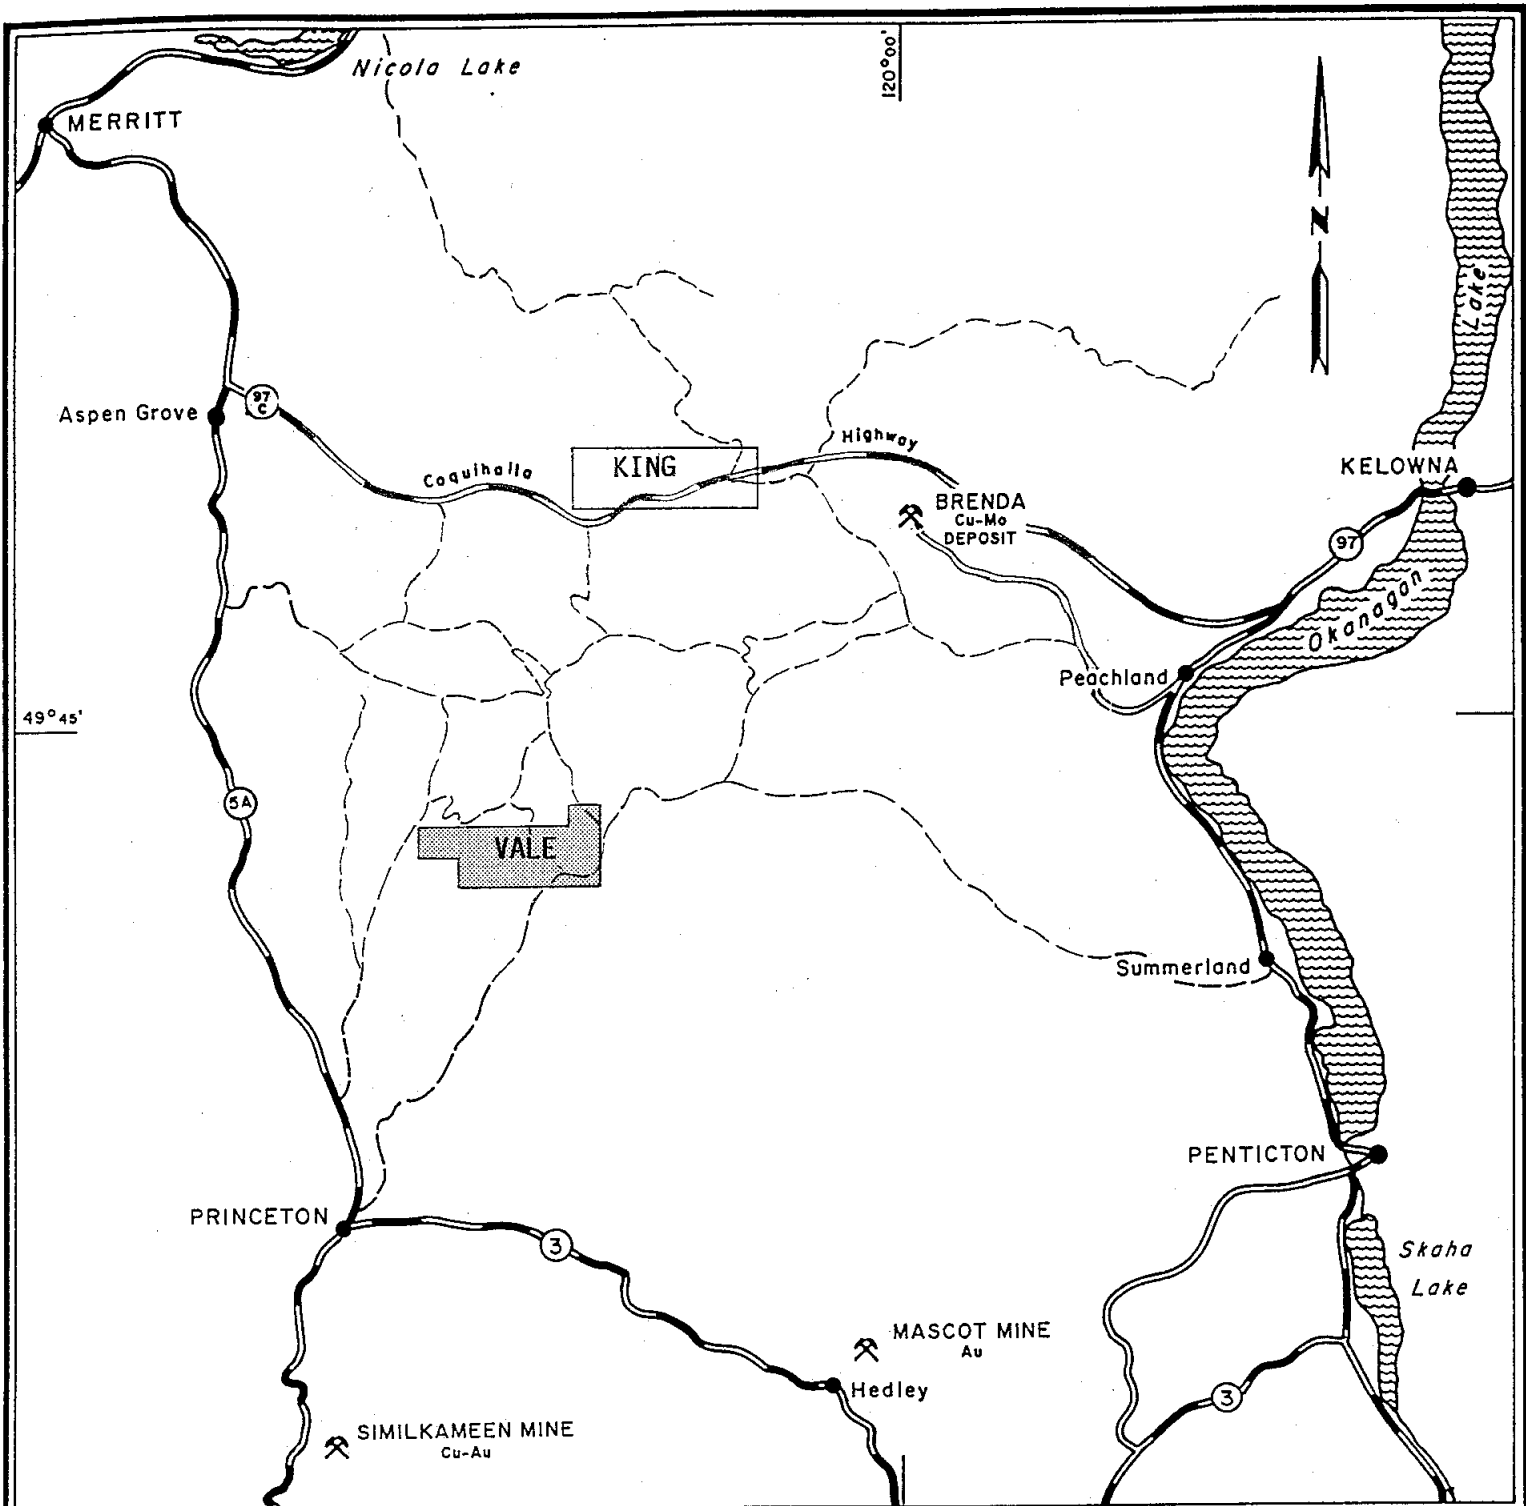 Nicola Lake
120°00'
MERRITT
N
Lake
97
C
Aspen Grove
Coquihalla
Highway
KING
KELOWNA
BRENDA
Cu-Mo
DEPOSIT
97
Okanagan
Peachland
49°45'
5A
VALE
Summerland
PENTICTON
PRINCETON
3
Skaha
Lake
MASCOT MINE
Au
Hedley
3
SIMILKAMEEN MINE
Cu-Au